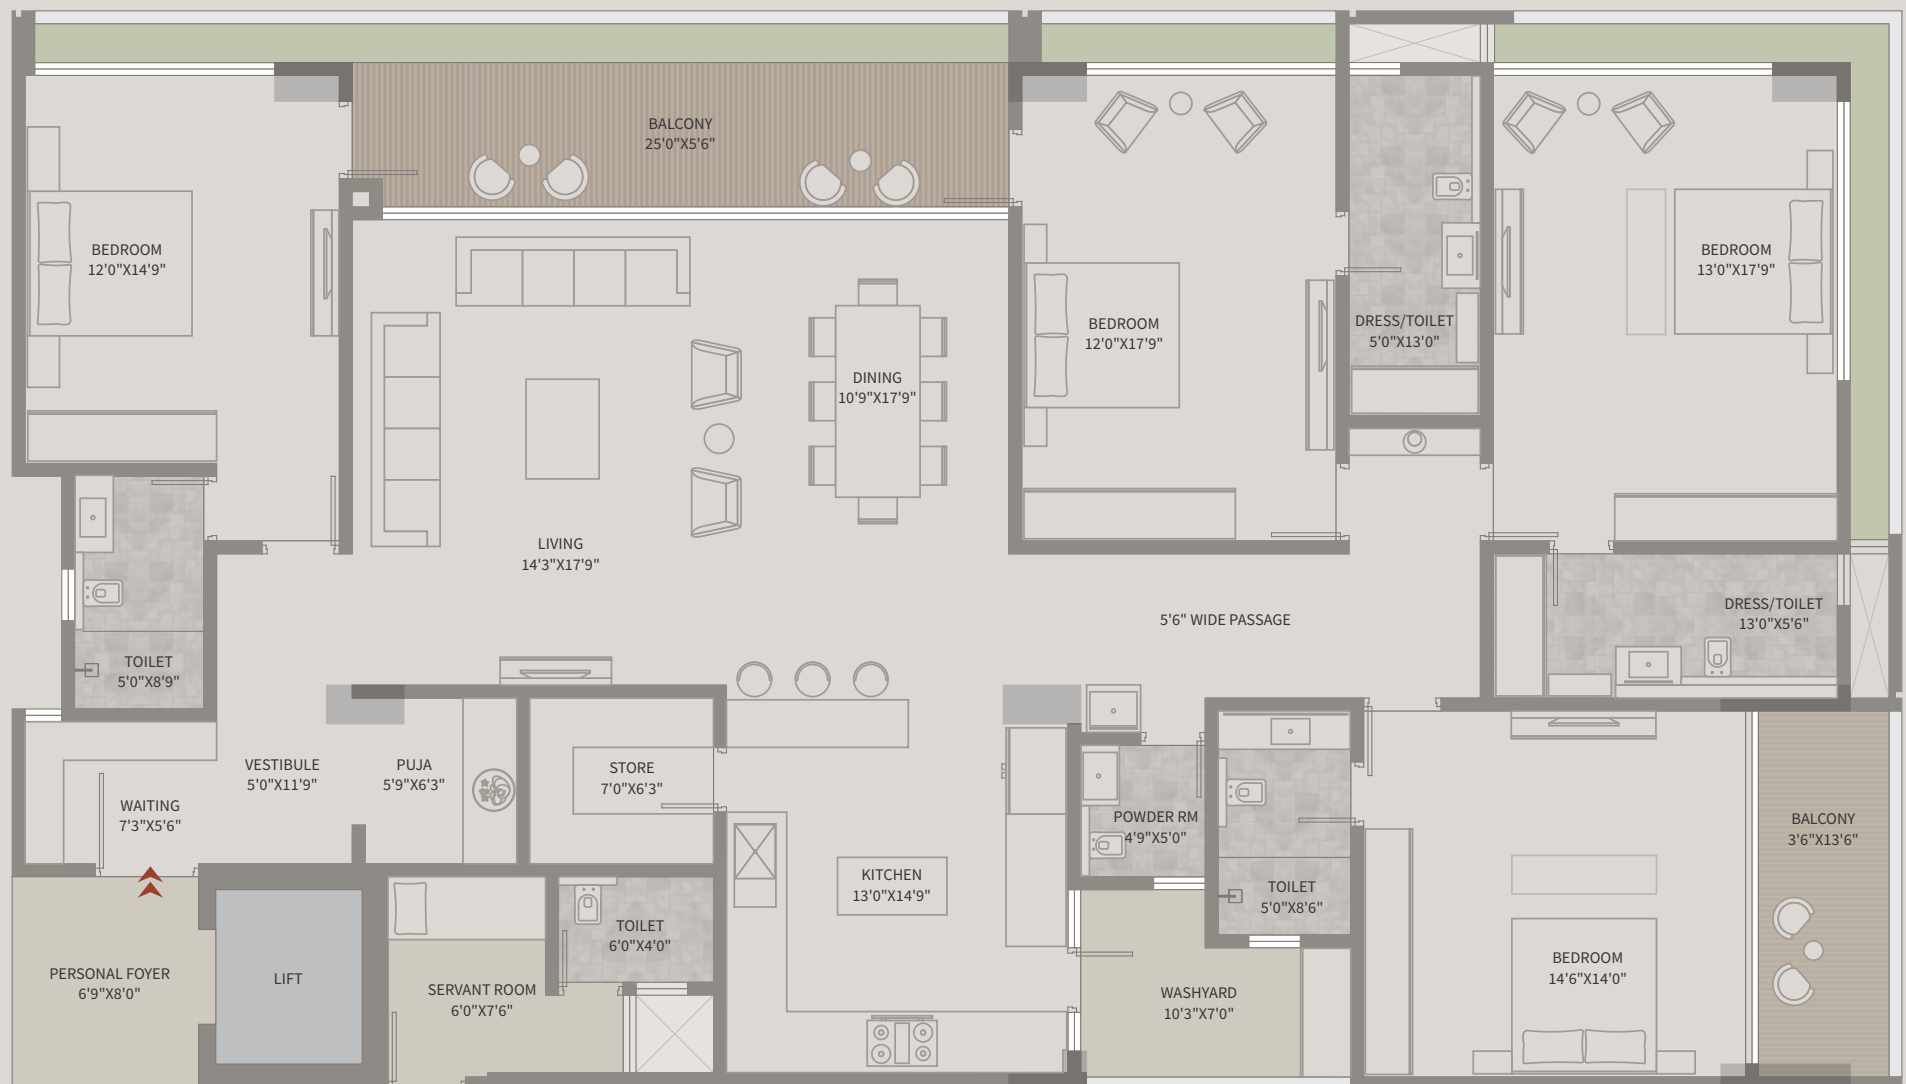 BALCONY
25'0"X5'6"
BEDROOM
12'0"X14'9"
BEDROOM
12'0"X17'9"
DRESS/TOILET
5'0"X13'0"
BEDROOM
13'0"X17'9"
DINING
10'9"X17'9"
LIVING
14'3"X17'9"
5'6" WIDE PASSAGE
DRESS/TOILET
13'0"X5'6"
TOILET
5'0"X8'9"
VESTIBULE
5'0"X11'9"
PUJA
5'9"X6'3"
STORE
7'0"X6'3"
WAITING
7'3"X5'6"
POWDER RM
4'9"X5'0"
BALCONY
3'6"X13'6"
KITCHEN
13'0"X14'9"
TOILET
5'0"X8'6"
TOILET
6'0"X4'0"
PERSONAL FOYER
6'9"X8'0"
LIFT
SERVANT ROOM
6'0"X7'6"
WASHYARD
10'3"X7'0"
BEDROOM
14'6"X14'0"